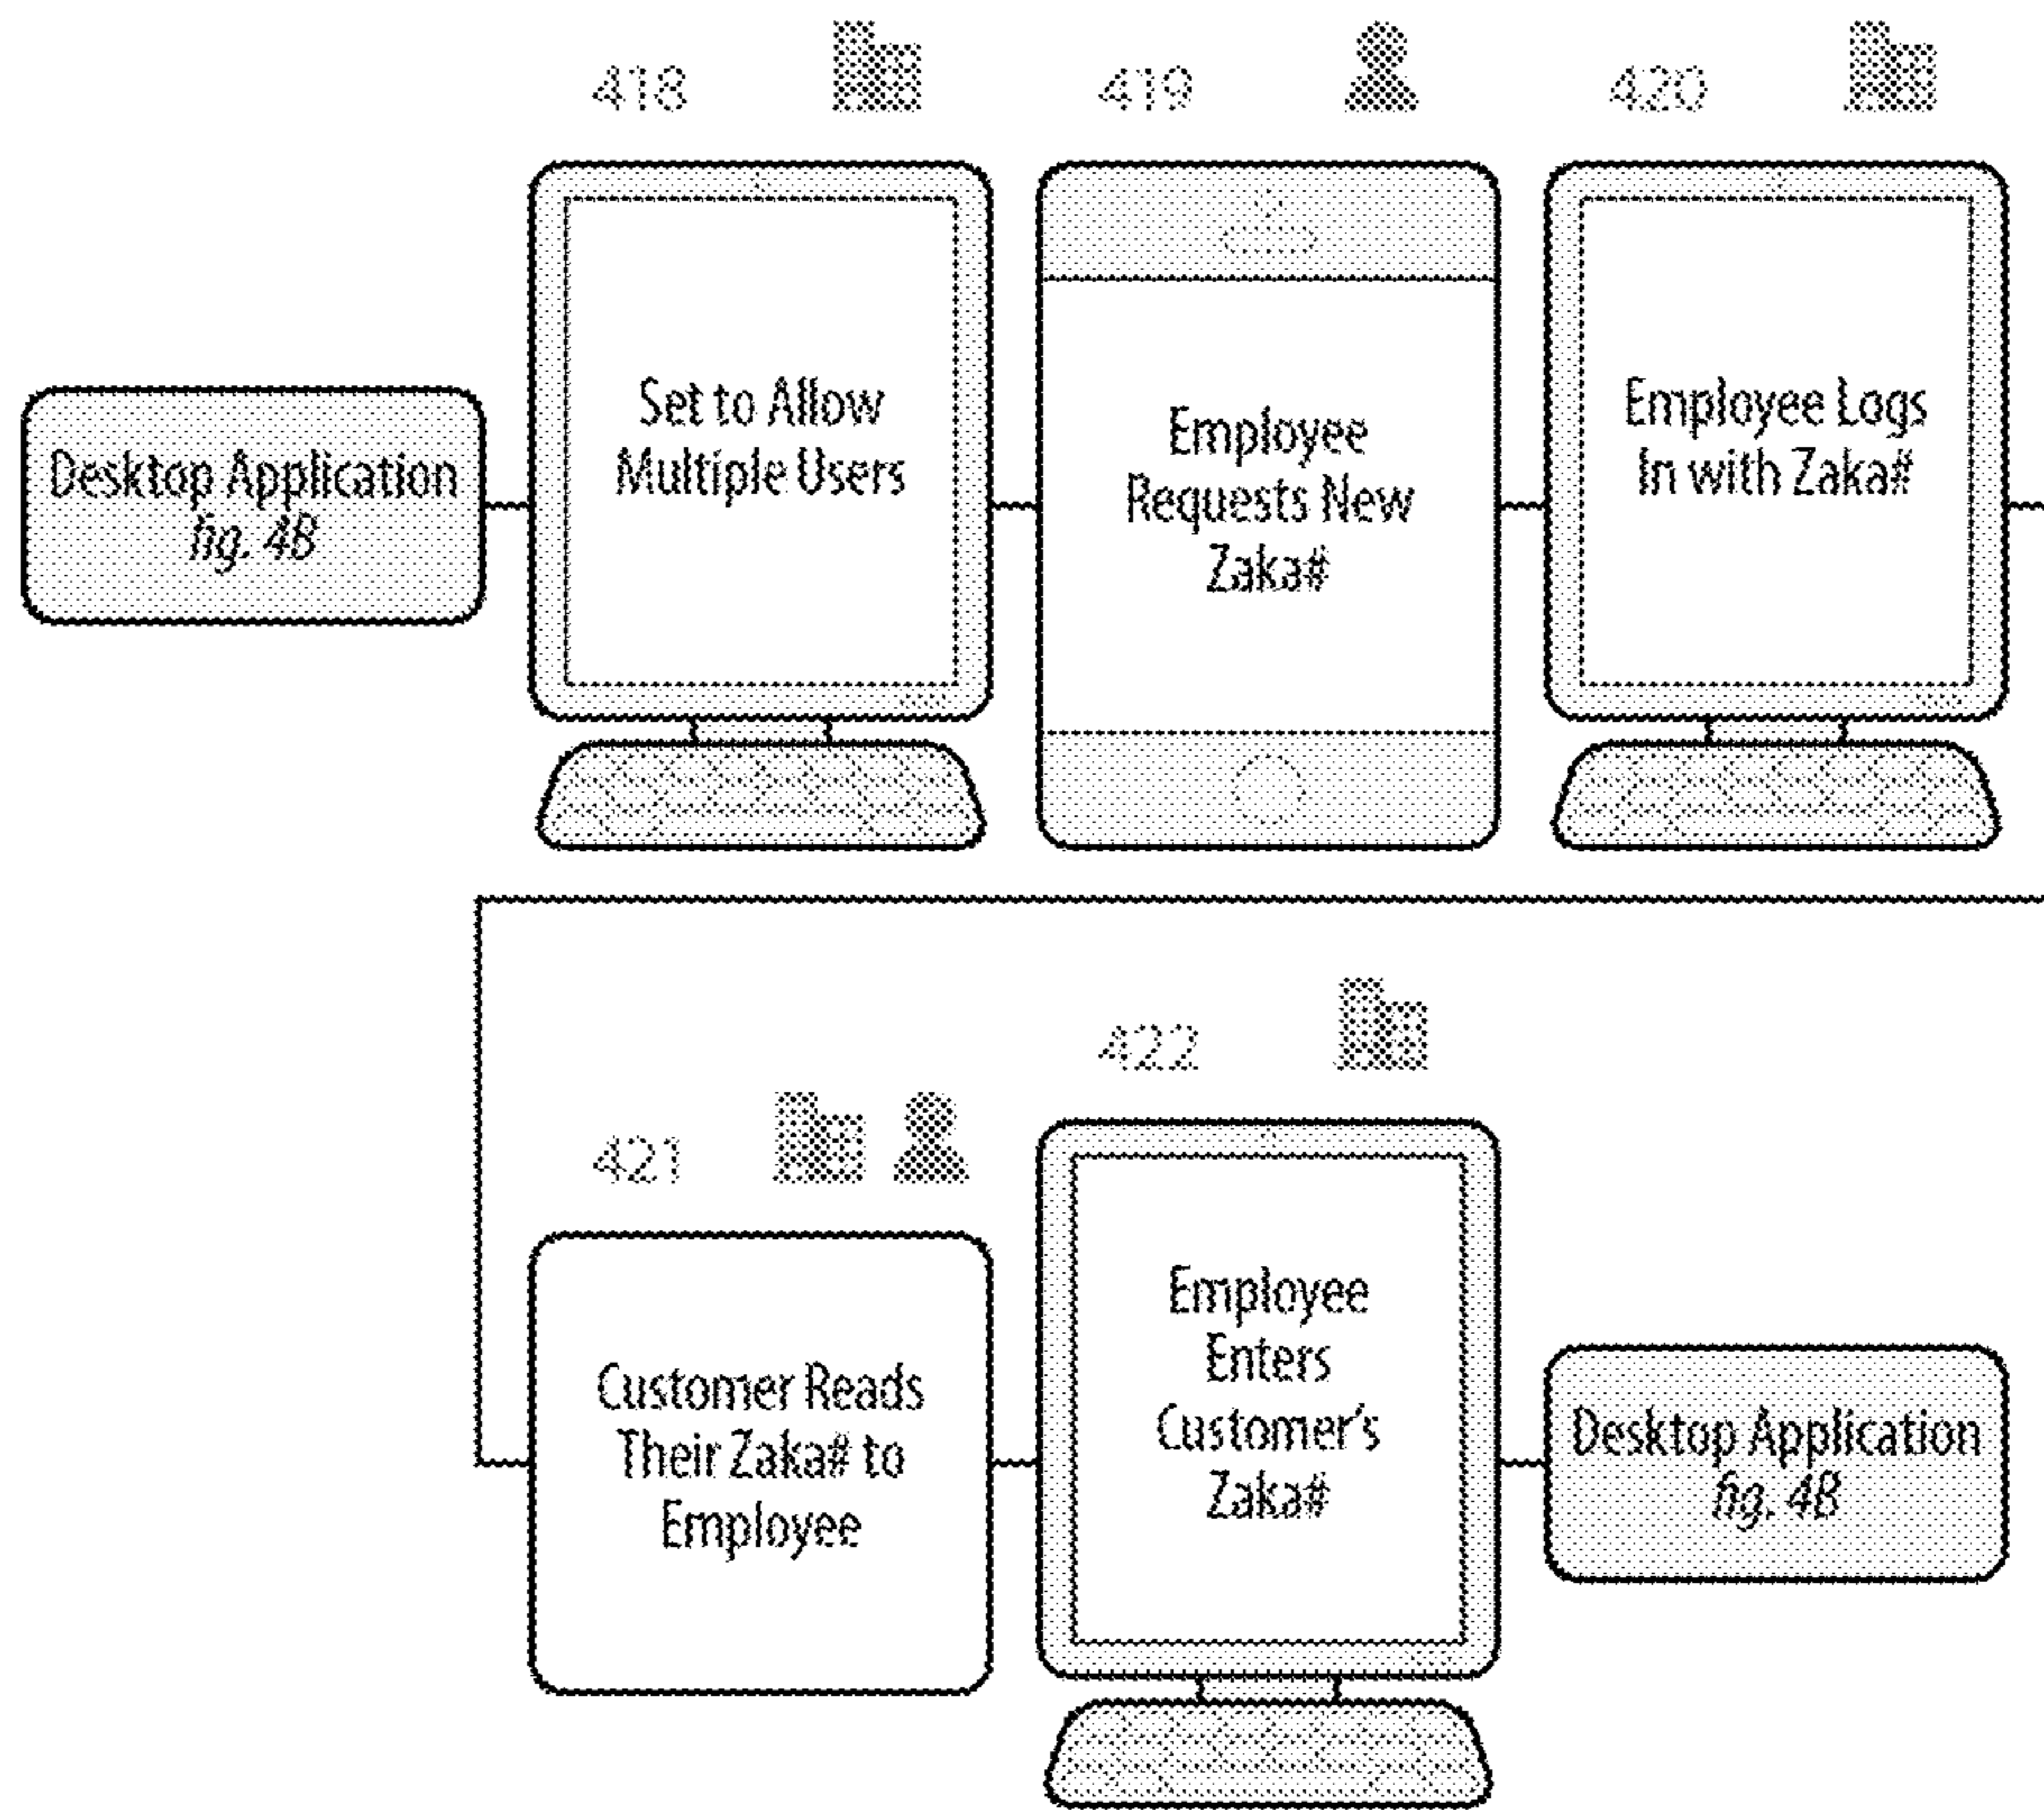 418
419
420
Desktop Application
fig. 4B
Set to Allow
Multiple Users
Employee
Requests New
Zaka#
Employee Logs
In with Zaka#
421
422
Customer Reads
Their Zaka# to
Employee
Employee
Enters
Customer's
Zaka#
Desktop Application
fig. 4B